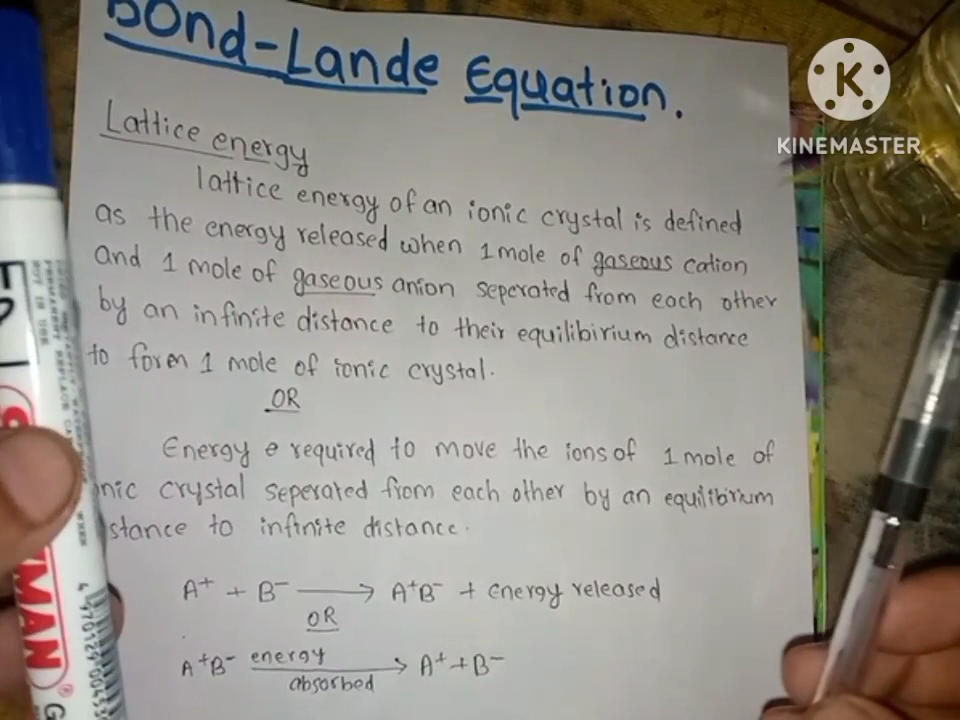 Bond-Lande Equation.
K
KINEMASTER
Lattice energy
lattice energy of an ionic crystal is defined
as the energy released when 1 mole of gaseous cation
and 1 mole of gaseous anion seperated from each other
by an infinite distance to their equilibirium distance
to form 1 mole of ionic crystal.
OR
Energy e required to move the ions of 1 mole of
nic crystal seperated from each other by an equilibrium
stance to infinite distance.
A+ + B- → A+B- + energy released
OR
A+B- energy absorbed → A+ + B-
MAN